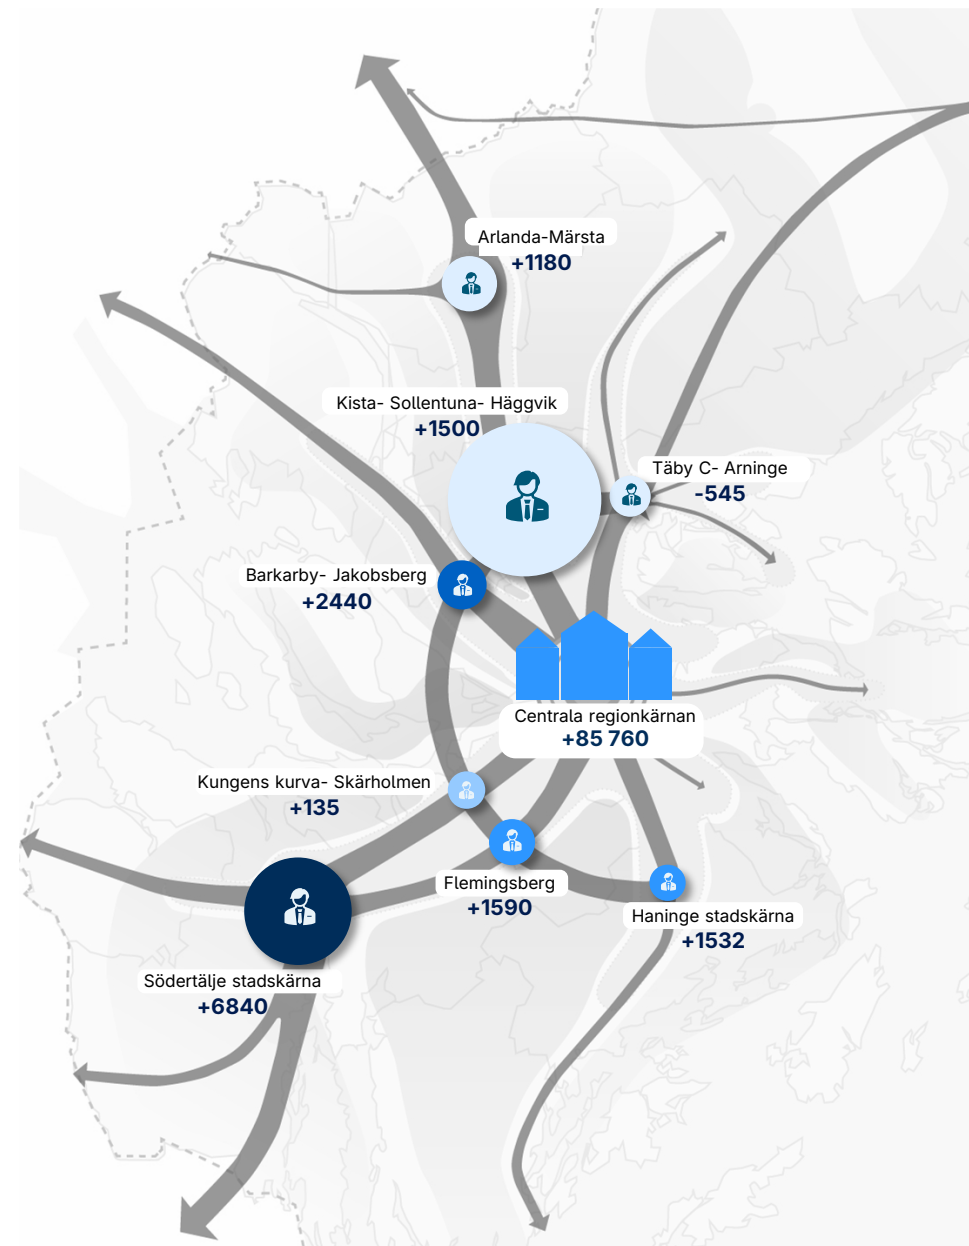 Arlanda-Märsta
+1180
Kista- Sollentuna- Häggvik
+1500
Täby C- Arninge
-545
Barkarby- Jakobsberg
+2440
Centrala regionkärnan
+85 760
Kungens kurva- Skärholmen
+135
Flemingsberg
+1590
Haninge stadskärna
+1532
Södertälje stadskärna
+6840